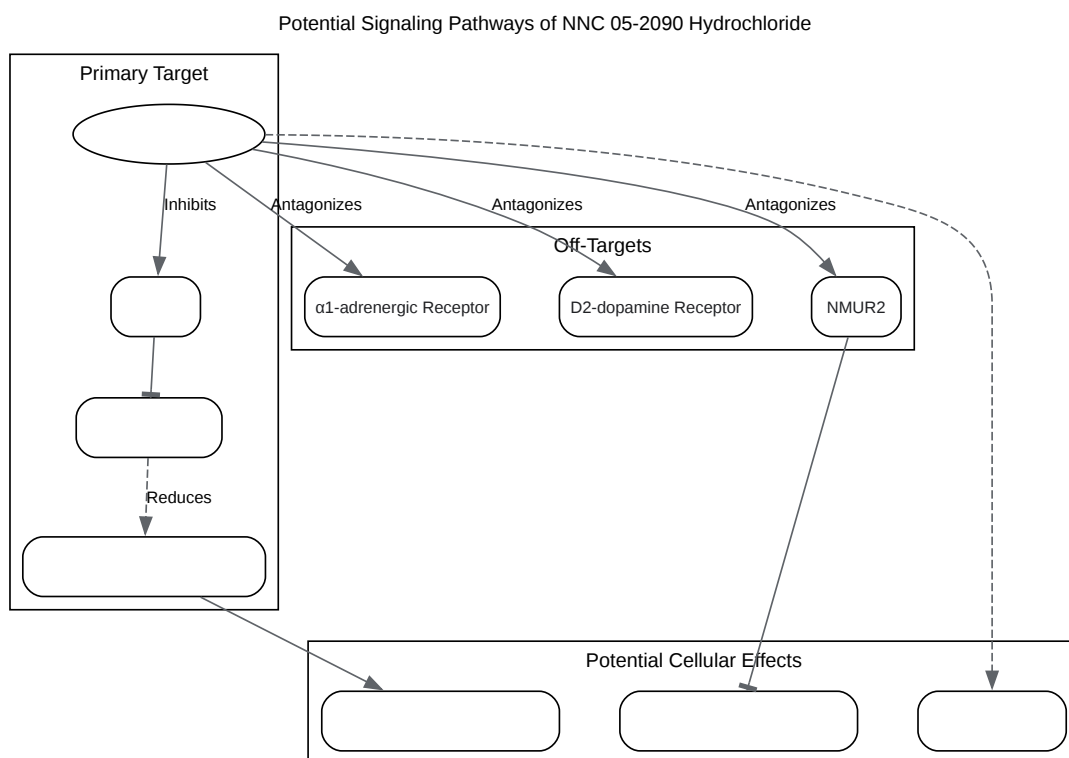 Potential Signaling Pathways of NNC 05-2090 Hydrochloride
Primary Target
Inhibits
Antagonizes
Antagonizes
Antagonizes
Off-Targets
α1-adrenergic Receptor
D2-dopamine Receptor
NMUR2
Reduces
Potential Cellular Effects